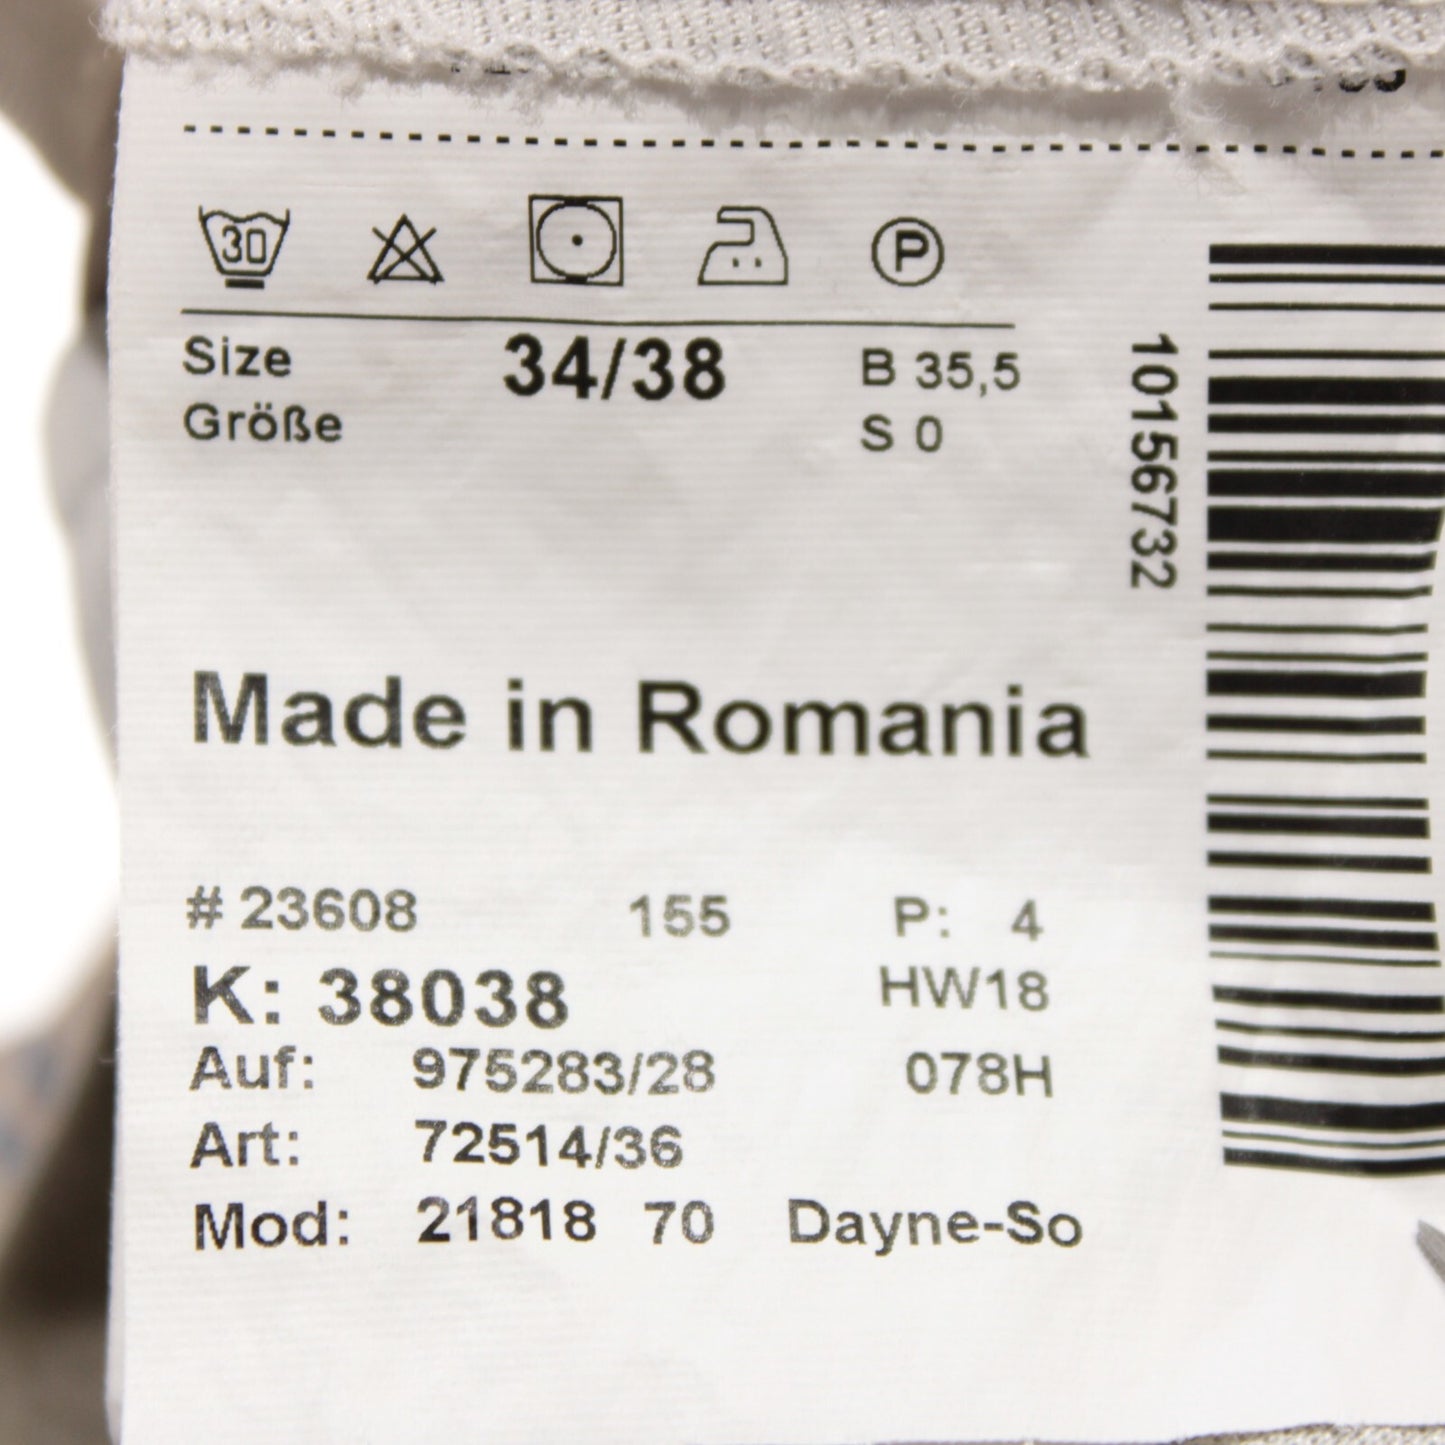 30 P
Size 34/38 B 35,5
Größe S 0
10156732
Made in Romania
# 23608 155 P: 4
K: 38038 HW18
Auf: 975283/28 078H
Art: 72514/36
Mod: 21818 70 Dayne-So